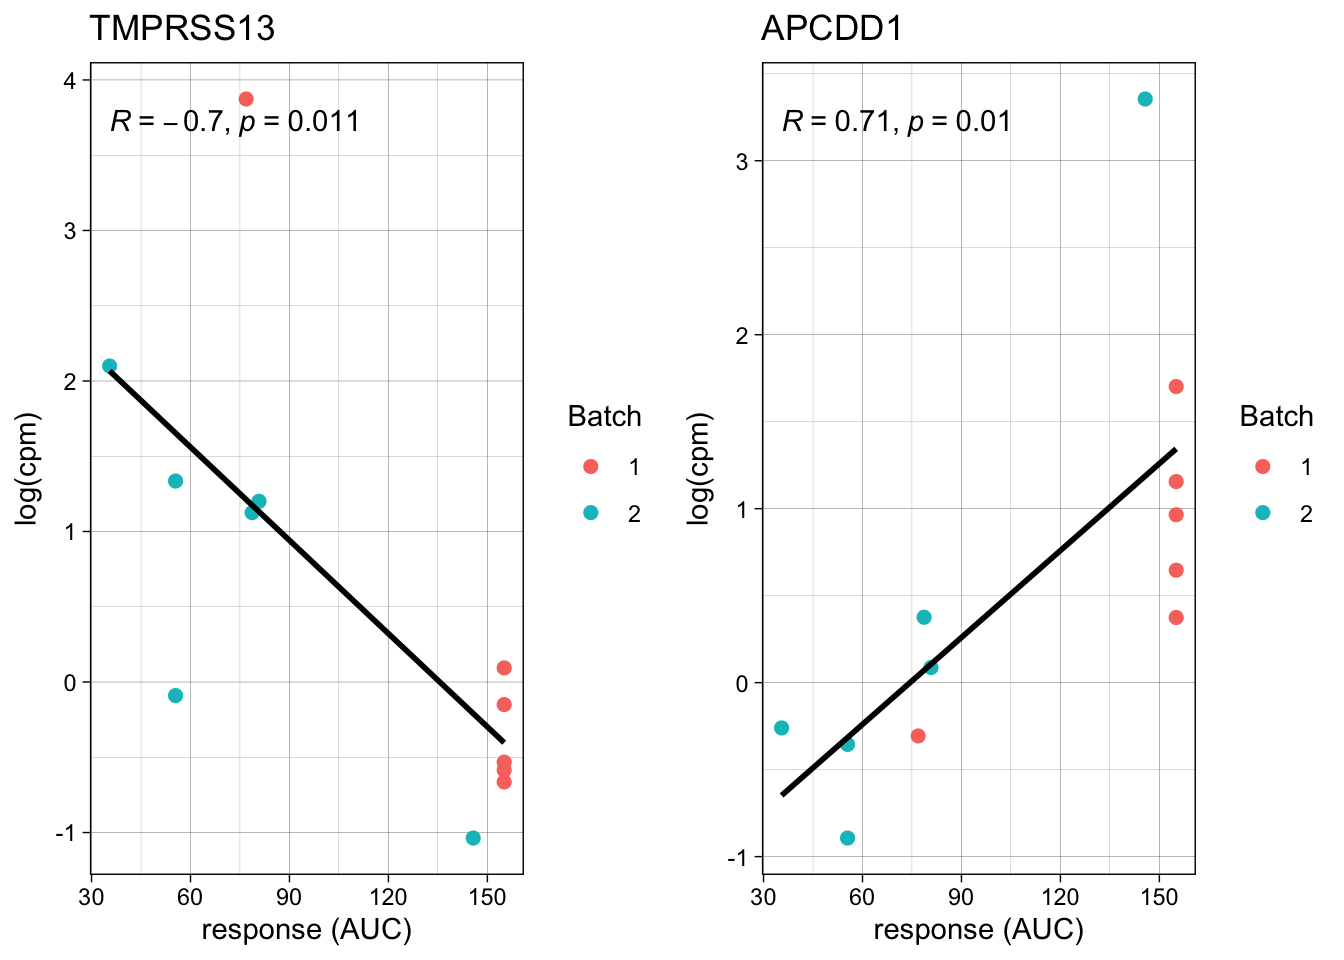 TMPRSS13
R = −0.7, p = 0.011
4
3
2
1
0
-1
log(cpm)
30 60 90 120 150
response (AUC)
Batch
1
2
APCDD1
R = 0.71, p = 0.01
3
2
1
0
-1
log(cpm)
30 60 90 120 150
response (AUC)
Batch
1
2